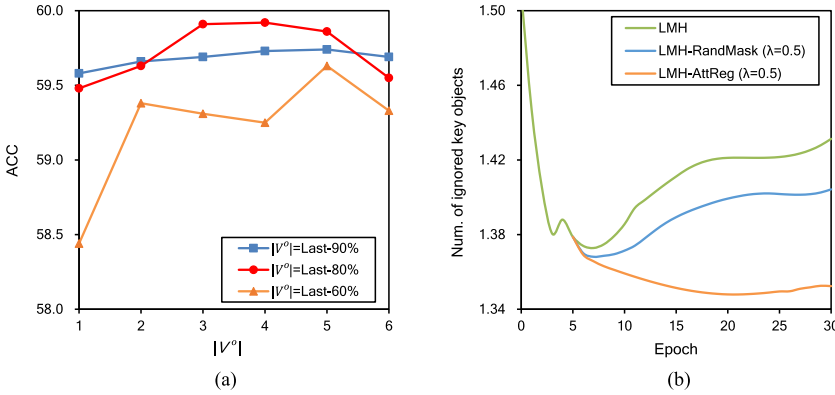 60.0
59.5
59.0
58.5
58.0
ACC
|V°|=Last-90%
|V°|=Last-80%
|V°|=Last-60%
1 2 3 4 5 6
|V°|
(a)
1.50
1.46
1.42
1.38
1.34
Num. of ignored key objects
LMH
LMH-RandMask (λ=0.5)
LMH-AttReg (λ=0.5)
0 5 10 15 20 25 30
Epoch
(b)